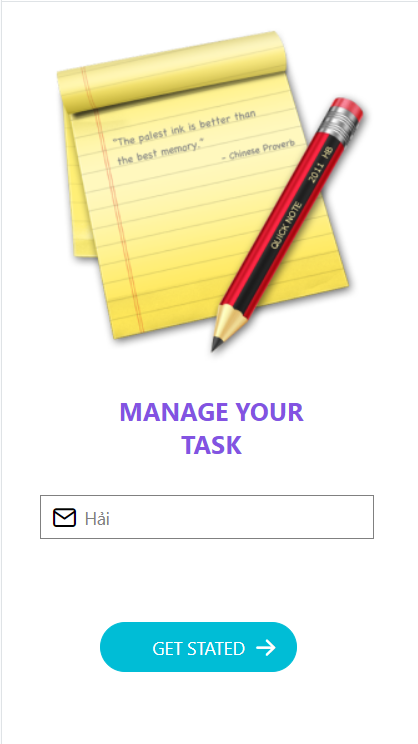 "The palest ink is better than
the best memory."
- Chinese Proverb
QUICK NOTE 2011 HB
MANAGE YOUR
TASK
Hải
GET STATED